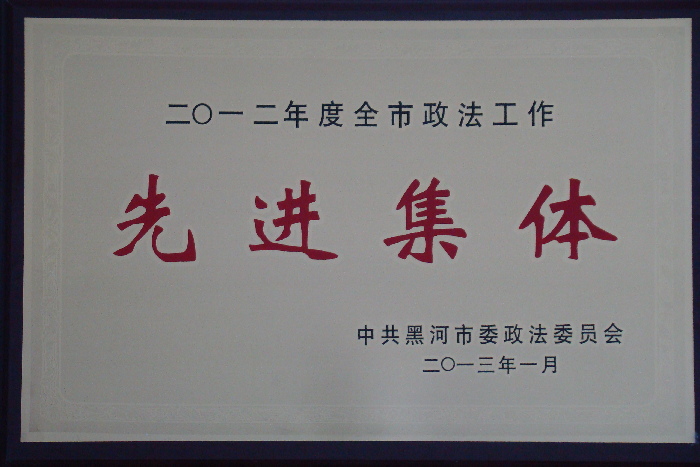 二〇一二年度全市政法工作
先进集体
中共黑河市委政法委员会
二〇一三年一月